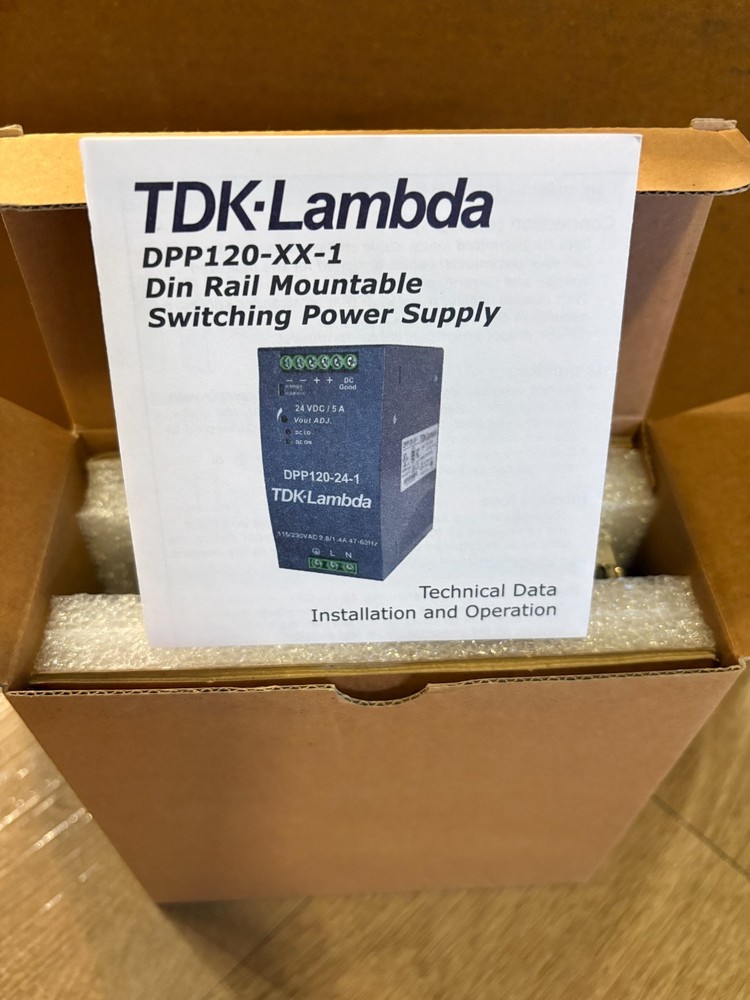 TDK·Lambda
DPP120-XX-1
Din Rail Mountable
Switching Power Supply
– – + + DC
Good
24 VDC / 5 A
Vout ADJ.
DC LO
DC ON
DPP120-24-1
TDK·Lambda
115/230VAC 2.8/1.4A 47-63Hz
L N
Technical Data
Installation and Operation